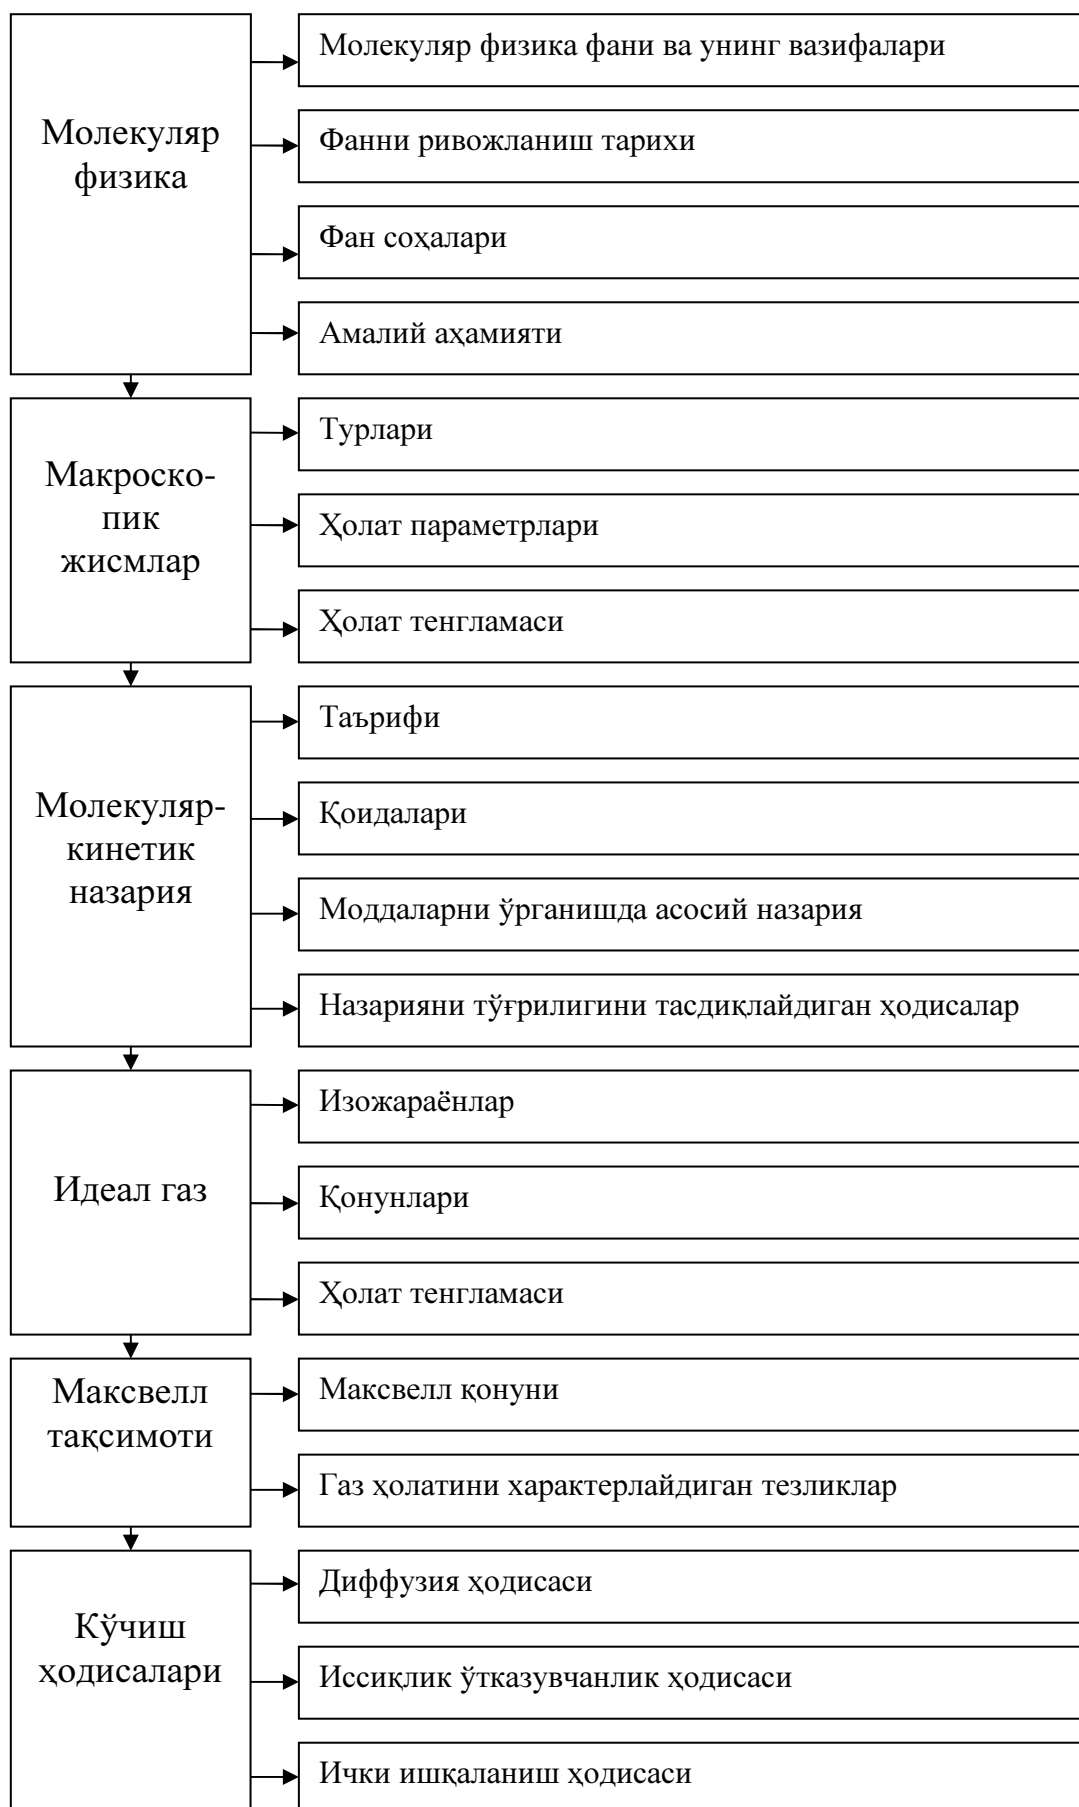 Молекуляр
физика
Молекуляр физика фани ва унинг вазифалари
Фанни ривожланиш тарихи
Фан соҳалари
Амалий аҳамияти
Макроско-
пик
жисмлар
Турлари
Ҳолат параметрлари
Ҳолат тенгламаси
Молекуляр-
кинетик
назария
Таърифи
Қоидалари
Моддаларни ўрганишда асосий назария
Назарияни тўғрилигини тасдиқлайдиган ҳодисалар
Идеал газ
Изожараёнлар
Қонунлари
Ҳолат тенгламаси
Максвелл
тақсимоти
Максвелл қонуни
Газ ҳолатини характерлайдиган тезликлар
Кўчиш
ҳодисалари
Диффузия ҳодисаси
Иссиқлик ўтказувчанлик ҳодисаси
Ички ишқаланиш ҳодисаси